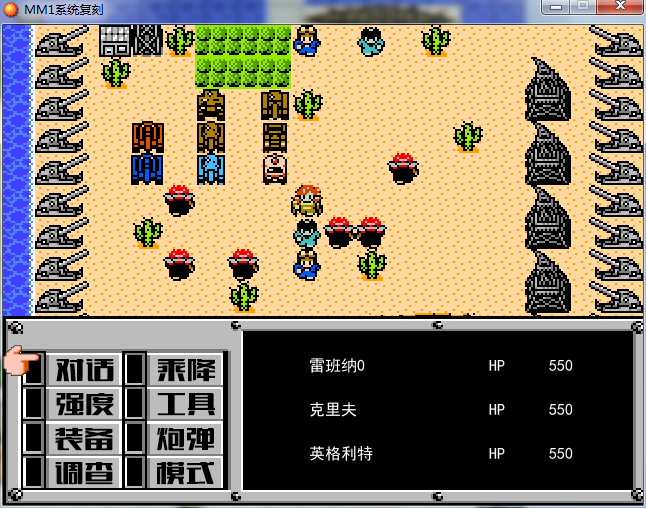 MM1系统复刻
对话 乘降
强度 工具
装备 炮弹
调查 模式
雷班纳0 HP 550
克里夫 HP 550
英格利特 HP 550